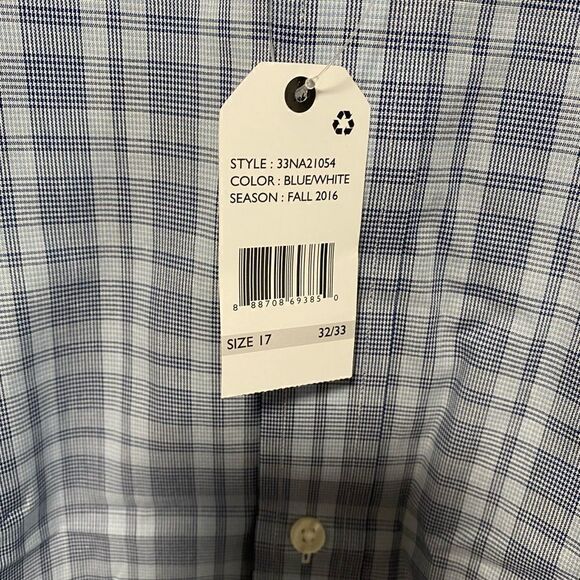 STYLE : 33NA21054
COLOR : BLUE/WHITE
SEASON : FALL 2016
8 88708 69385 0
SIZE 17 32/33